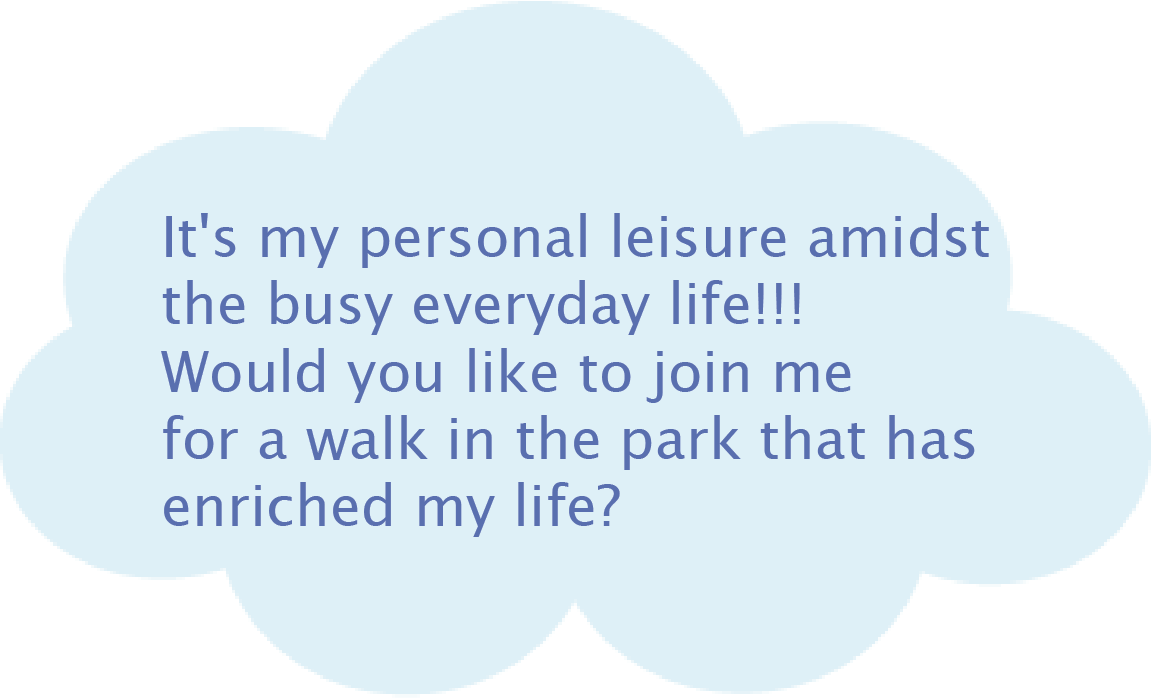 It's my personal leisure amidst
the busy everyday life!!!
Would you like to join me
for a walk in the park that has
enriched my life?